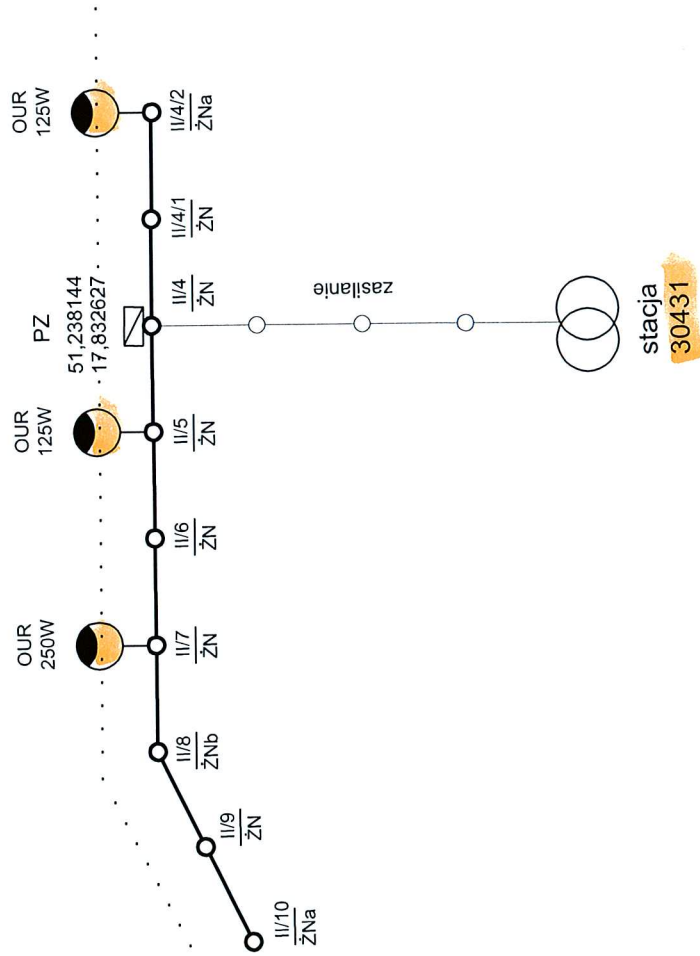 OUR
125W
II/4/2
ŻNa
II/4/1
ŻN
PZ
51,238144
17,832627
II/4
ŻN
zasilanie
stacja
30431
OUR
125W
II/5
ŻN
II/6
ŻN
OUR
250W
II/7
ŻN
II/8
ŻNb
II/9
ŻN
II/10
ŻNa